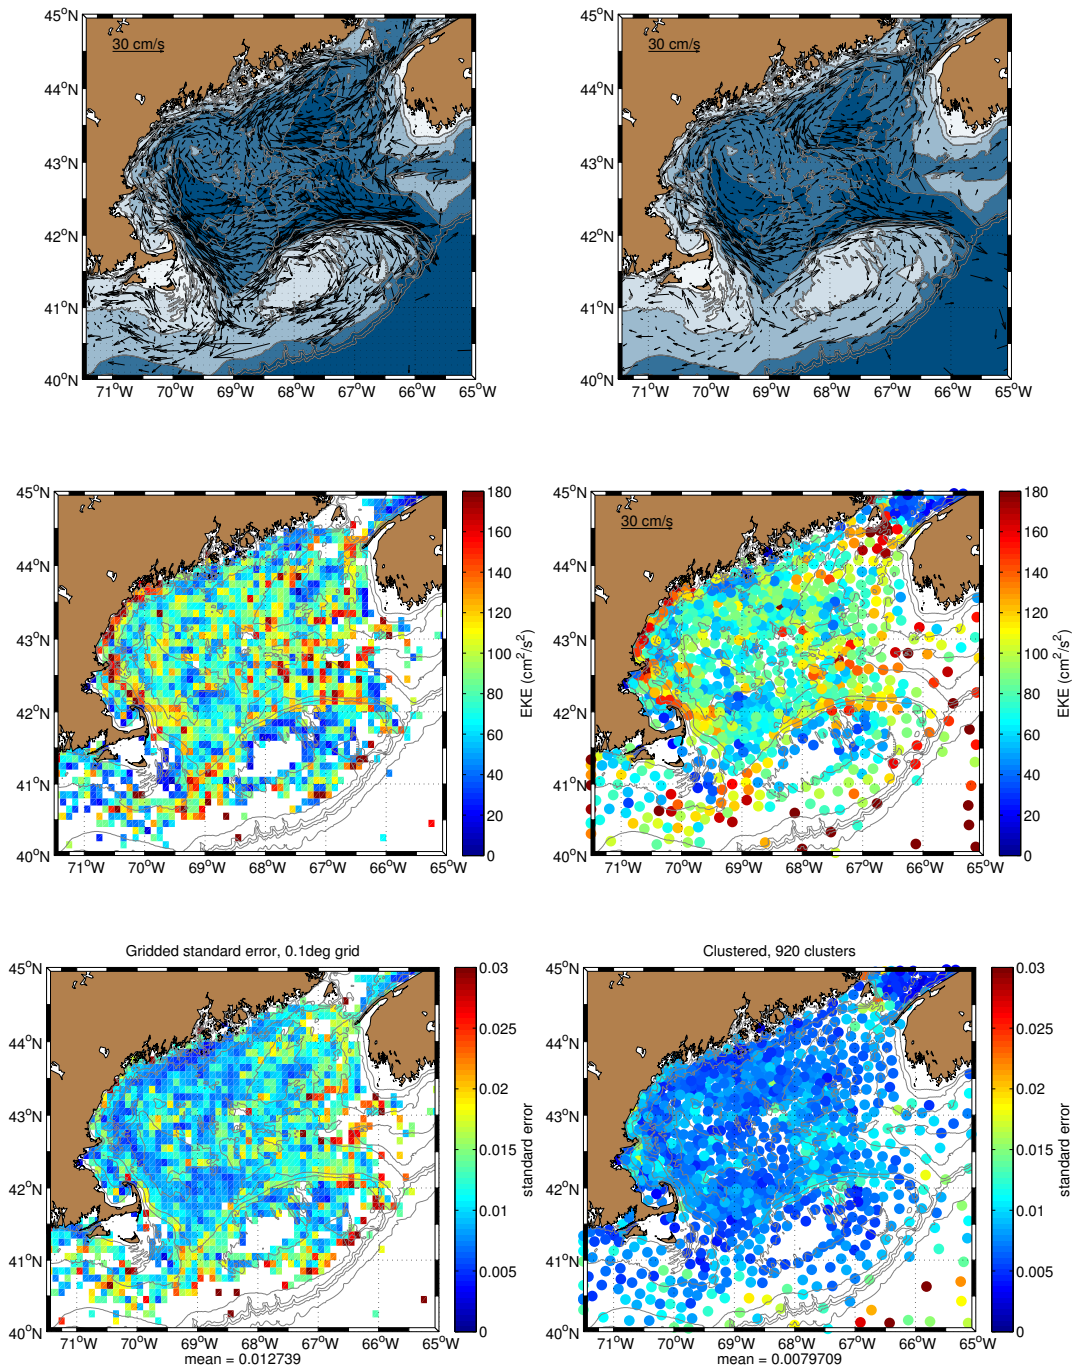 45°N
44°N
43°N
42°N
41°N
40°N
30 cm/s
71°W 70°W 69°W 68°W 67°W 66°W 65°W
45°N
44°N
43°N
42°N
41°N
40°N
30 cm/s
71°W 70°W 69°W 68°W 67°W 66°W 65°W
45°N
44°N
43°N
42°N
41°N
40°N
71°W 70°W 69°W 68°W 67°W 66°W 65°W
180
160
140
120
100
80
60
40
20
0
EKE (cm²/s²)
45°N
44°N
43°N
42°N
41°N
40°N
30 cm/s
71°W 70°W 69°W 68°W 67°W 66°W 65°W
180
160
140
120
100
80
60
40
20
0
EKE (cm²/s²)
Gridded standard error, 0.1deg grid
45°N
44°N
43°N
42°N
41°N
40°N
71°W 70°W 69°W 68°W 67°W 66°W 65°W
mean = 0.012739
0.03
0.025
0.02
0.015
0.01
0.005
0
standard error
Clustered, 920 clusters
45°N
44°N
43°N
42°N
41°N
40°N
71°W 70°W 69°W 68°W 67°W 66°W 65°W
mean = 0.0079709
0.03
0.025
0.02
0.015
0.01
0.005
0
standard error